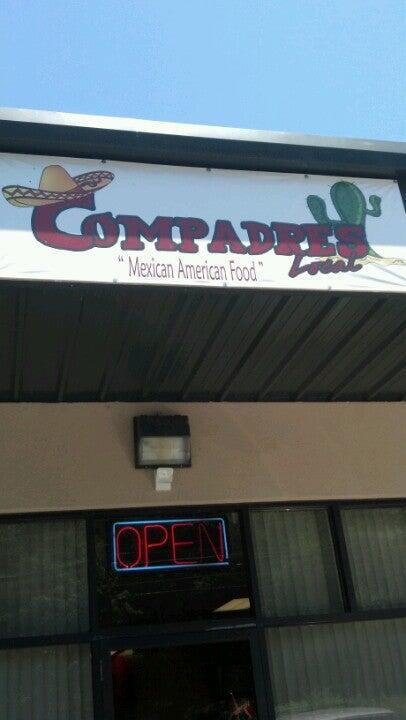 COMPADRES
Local
" Mexican American Food "
OPEN